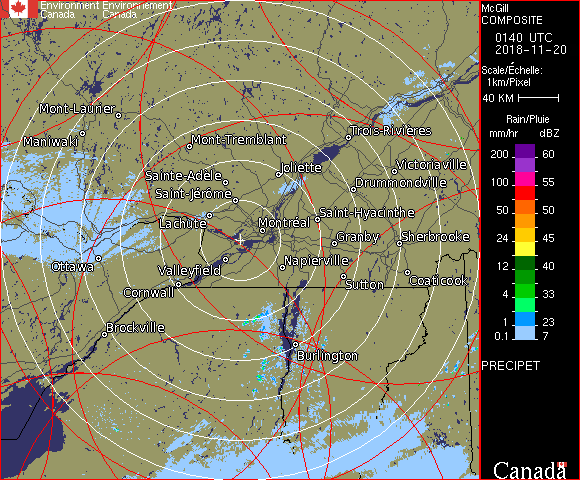 Environment Environnement
Canada Canada
Mont-Laurier
Trois-Rivières
Maniwaki
Mont-Tremblant
Joliette
Victoriaville
Sainte-Adèle
Drummondville
Saint-Jérôme
Lachute
Saint-Hyacinthe
Montréal
Granby
Sherbrooke
Ottawa
Napierville
Valleyfield
Sutton
Coaticook
Cornwall
Brockville
Burlington
McGill
COMPOSITE
0140 UTC
2018-11-20
Scale/Échelle:
1km/Pixel
40 KM
Rain/Pluie
mm/hr dBZ
200 60
100 55
50 50
24 45
12 40
4 33
1 23
0.1 7
PRECIPET
Canada